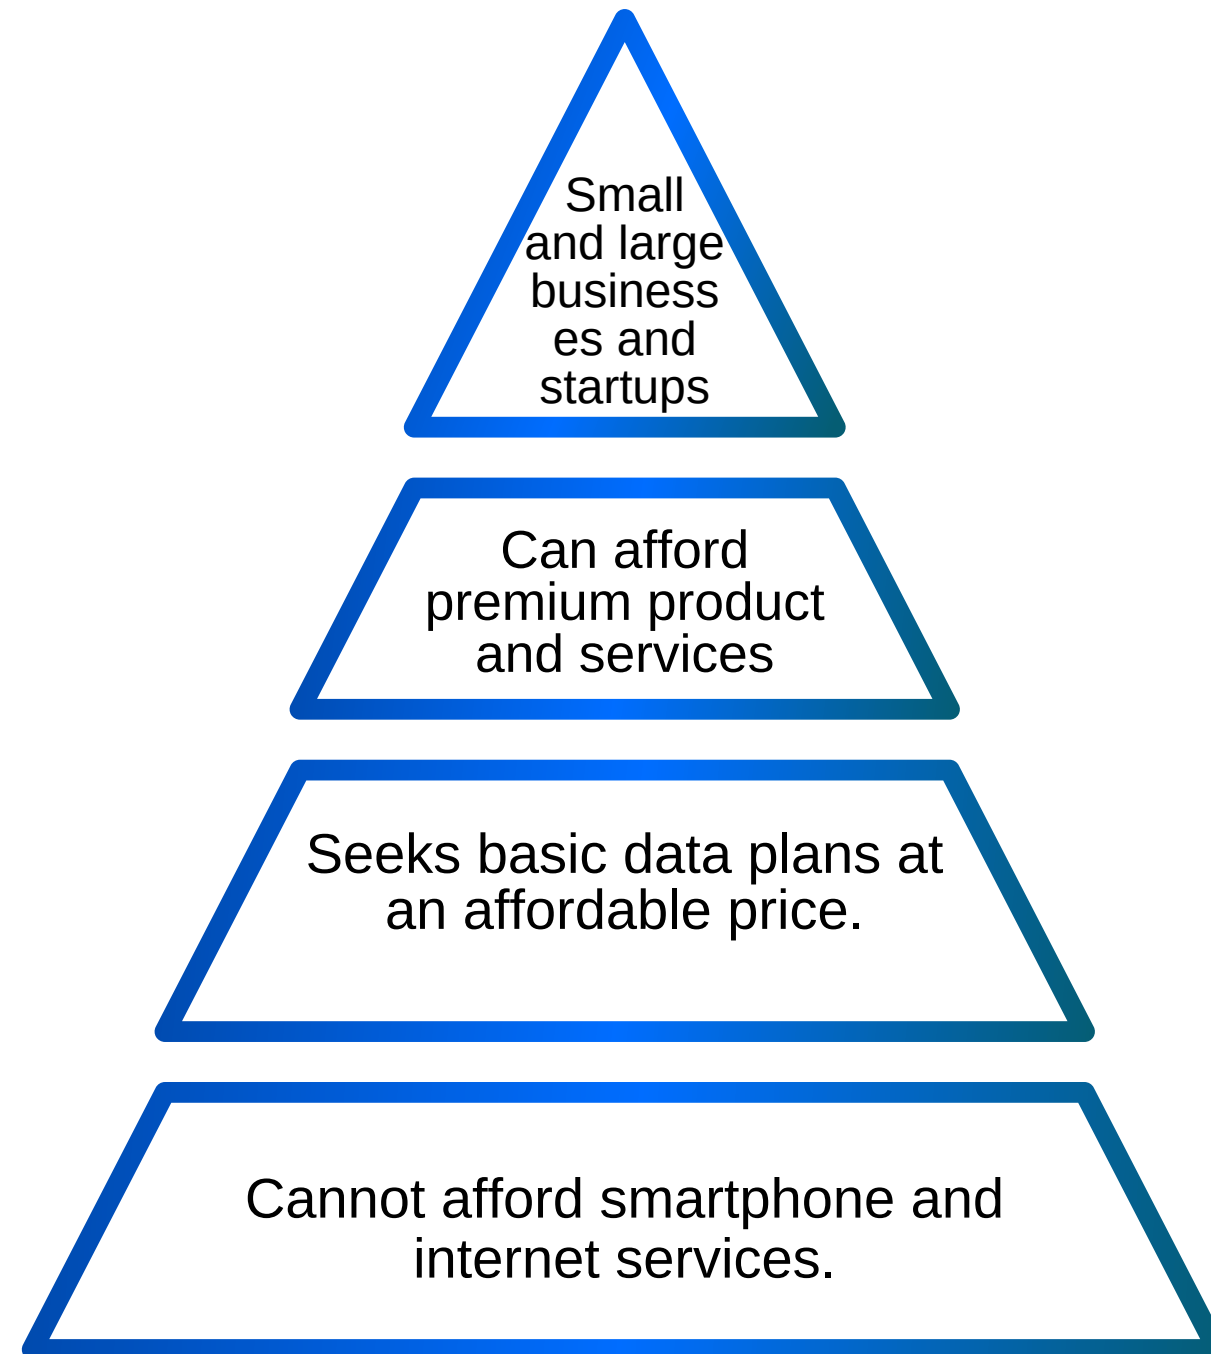 Small
and large
business
es and
startups
Can afford
premium product
and services
Seeks basic data plans at
an affordable price.
Cannot afford smartphone and
internet services.